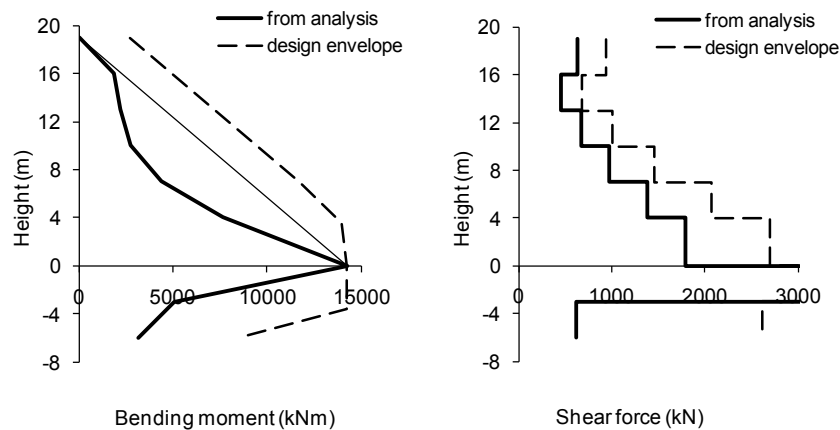 from analysis
design envelope
20
16
12
8
4
0
-4
-8
Height (m)
0 5000 10000 15000
Bending moment (kNm)
from analysis
design envelope
20
16
12
8
4
0
-4
-8
Height (m)
0 1000 2000 3000
Shear force (kN)